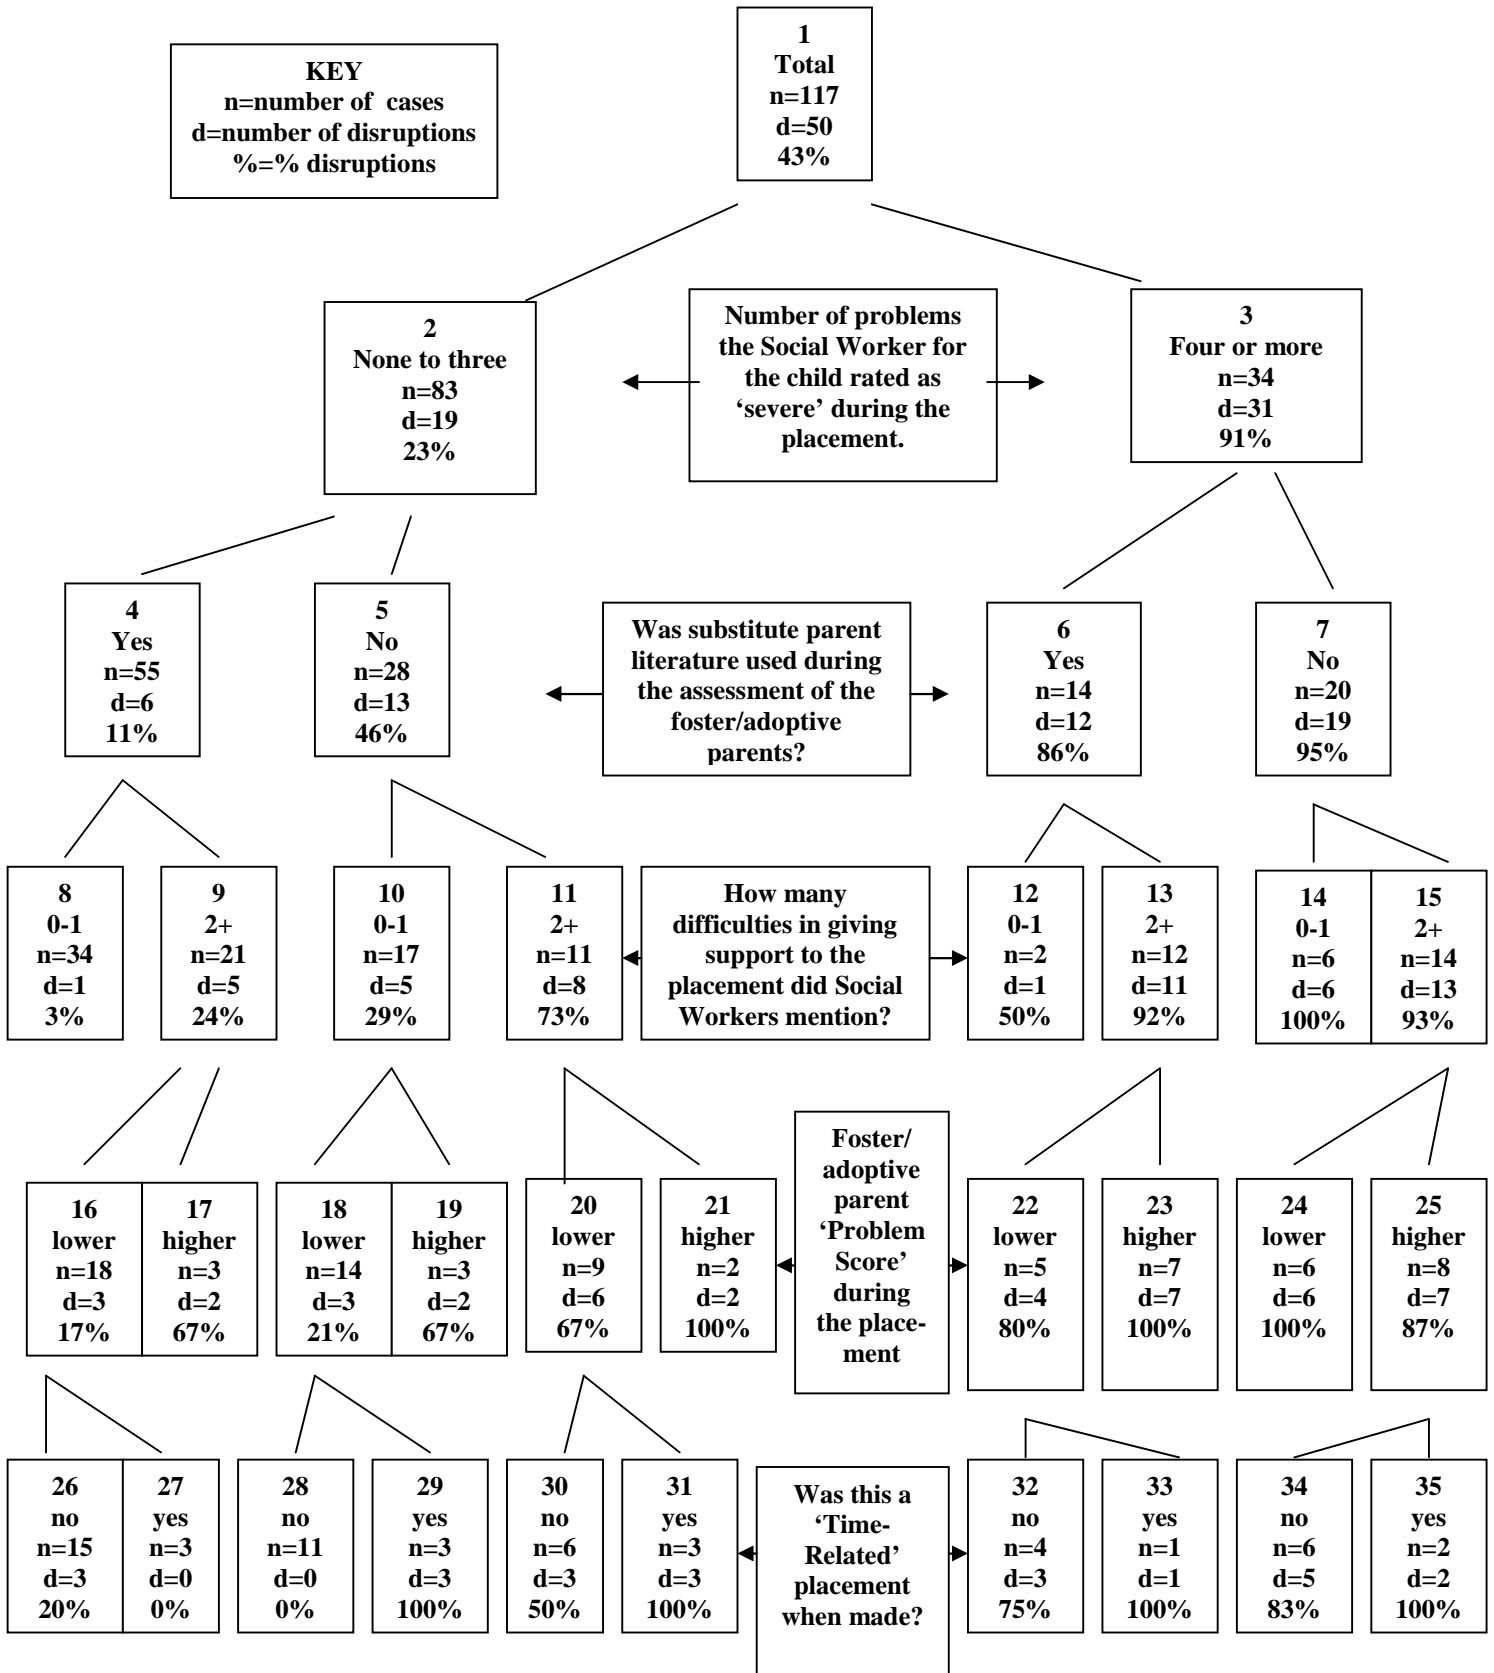 KEY
n=number of cases
d=number of disruptions
%=% disruptions
1
Total
n=117
d=50
43%
2
None to three
n=83
d=19
23%
Number of problems
the Social Worker for
the child rated as
‘severe’ during the
placement.
3
Four or more
n=34
d=31
91%
4
Yes
n=55
d=6
11%
5
No
n=28
d=13
46%
Was substitute parent
literature used during
the assessment of the
foster/adoptive
parents?
6
Yes
n=14
d=12
86%
7
No
n=20
d=19
95%
8
0-1
n=34
d=1
3%
9
2+
n=21
d=5
24%
10
0-1
n=17
d=5
29%
11
2+
n=11
d=8
73%
How many
difficulties in giving
support to the
placement did Social
Workers mention?
12
0-1
n=2
d=1
50%
13
2+
n=12
d=11
92%
14
0-1
n=6
d=6
100%
15
2+
n=14
d=13
93%
16
lower
n=18
d=3
17%
17
higher
n=3
d=2
67%
18
lower
n=14
d=3
21%
19
higher
n=3
d=2
67%
20
lower
n=9
d=6
67%
21
higher
n=2
d=2
100%
Foster/
adoptive
parent
‘Problem
Score’
during
the place-
ment
22
lower
n=5
d=4
80%
23
higher
n=7
d=7
100%
24
lower
n=6
d=6
100%
25
higher
n=8
d=7
87%
26
no
n=15
d=3
20%
27
yes
n=3
d=0
0%
28
no
n=11
d=0
0%
29
yes
n=3
d=3
100%
30
no
n=6
d=3
50%
31
yes
n=3
d=3
100%
Was this a
‘Time-
Related’
placement
when made?
32
no
n=4
d=3
75%
33
yes
n=1
d=1
100%
34
no
n=6
d=5
83%
35
yes
n=2
d=2
100%